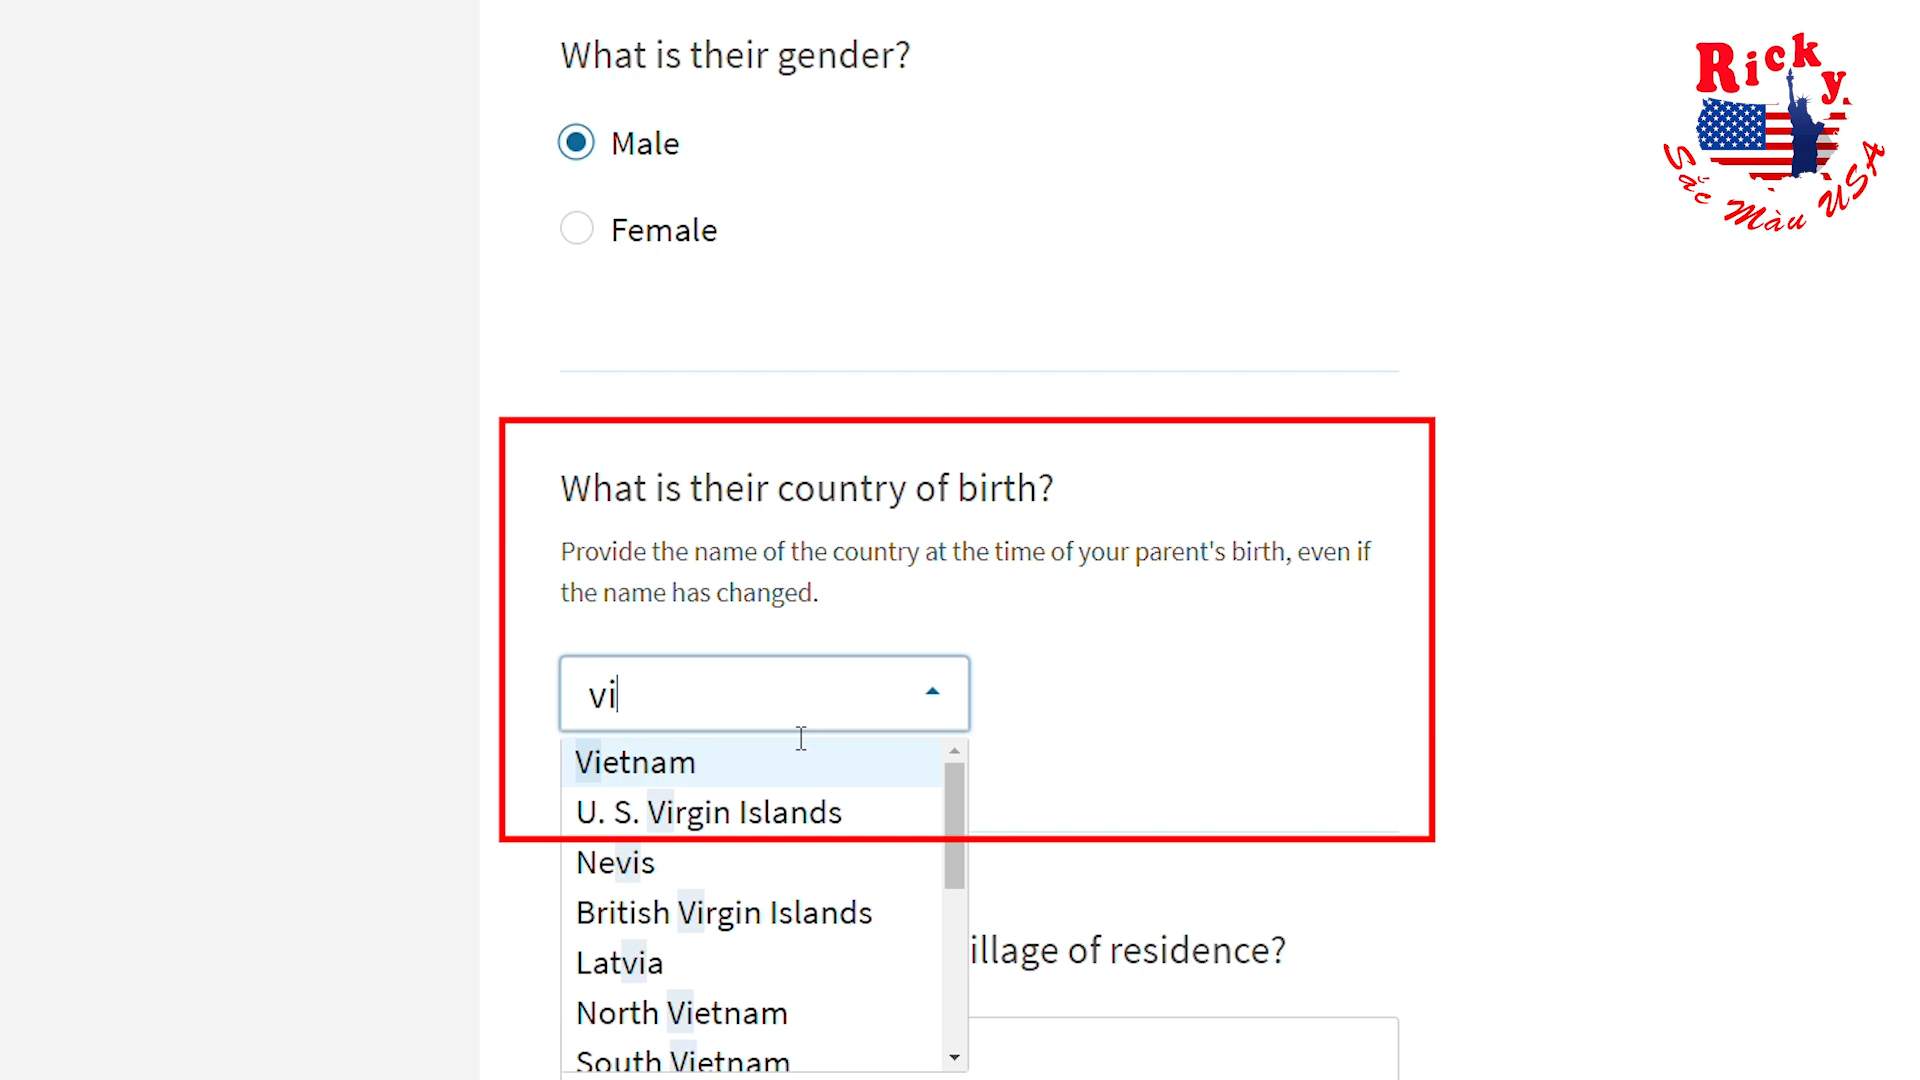 What is their gender?
Male
Female
What is their country of birth?
Provide the name of the country at the time of your parent's birth, even if
the name has changed.
vi
Vietnam
U. S. Virgin Islands
Nevis
British Virgin Islands
Latvia
North Vietnam
South Vietnam
illage of residence?
Ricky
Sắc Màu USA